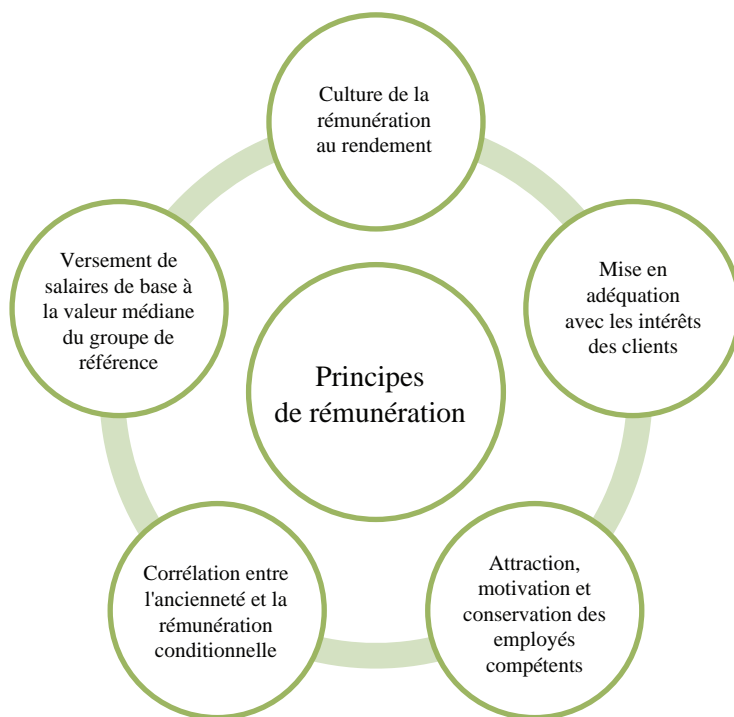 Culture de la
rémunération
au rendement
Mise en
adéquation
avec les intérêts
des clients
Attraction,
motivation et
conservation des
employés
compétents
Corrélation entre
l'ancienneté et la
rémunération
conditionnelle
Versement de
salaires de base à
la valeur médiane
du groupe de
référence
Principes
de rémunération